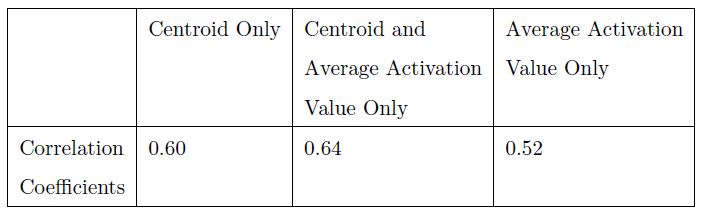 Centroid Only
Centroid and
Average Activation
Value Only
Average Activation
Value Only
Correlation
Coefficients
0.60
0.64
0.52